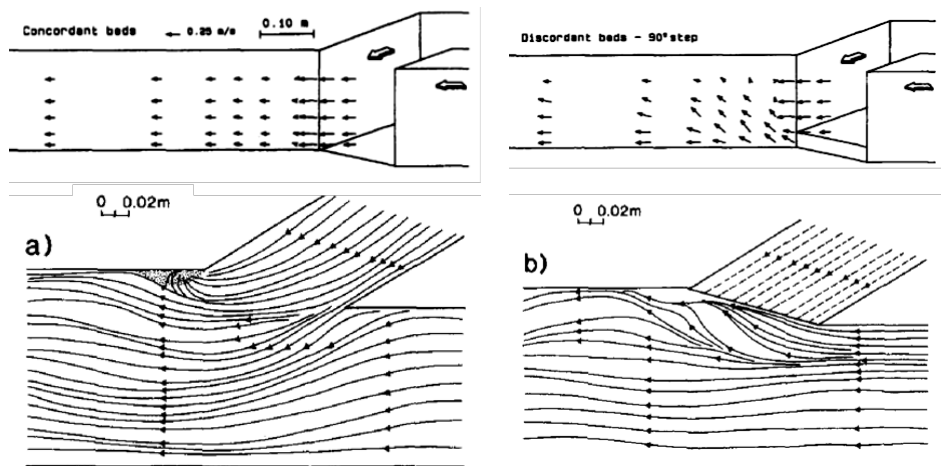 Concordant beds 0.25 m/s 0.10 m
Discordant beds - 90° step
0 0.02m
a)
0 0.02m
b)